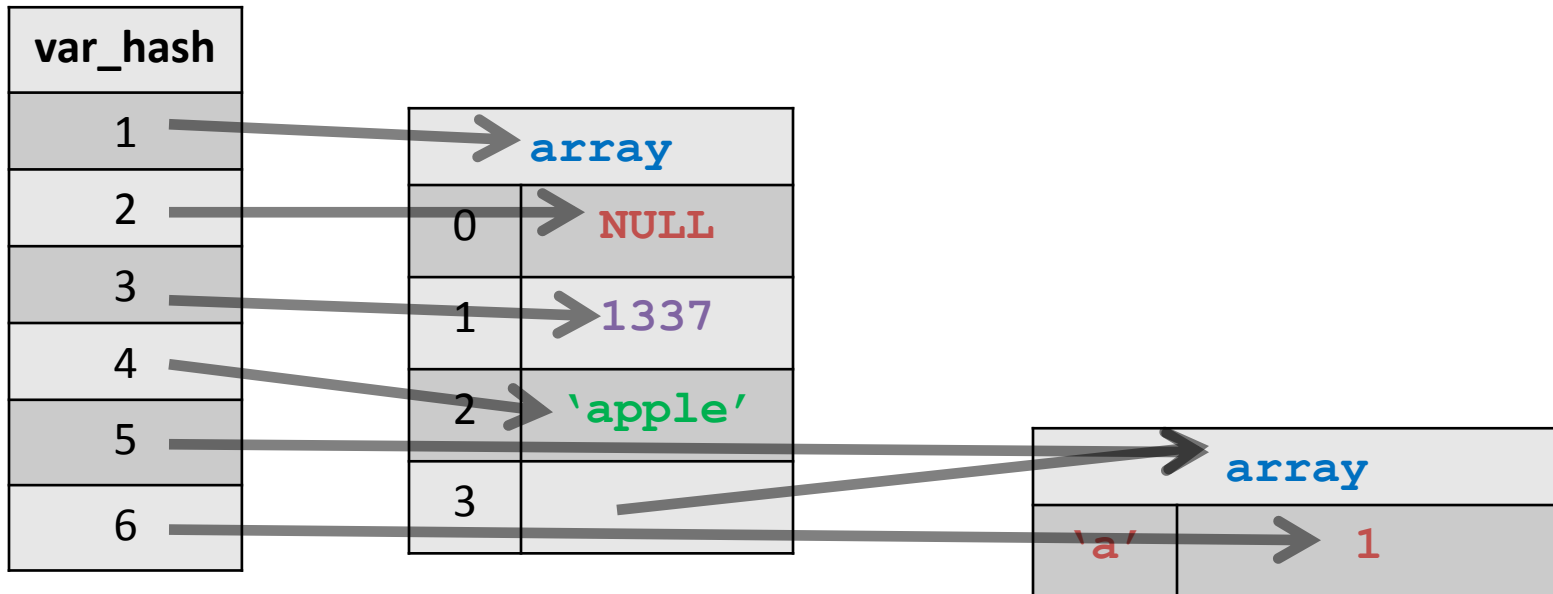 var_hash
1
2
3
4
5
6
array
0 NULL
1 1337
2 ‘apple’
3
array
‘a’ 1